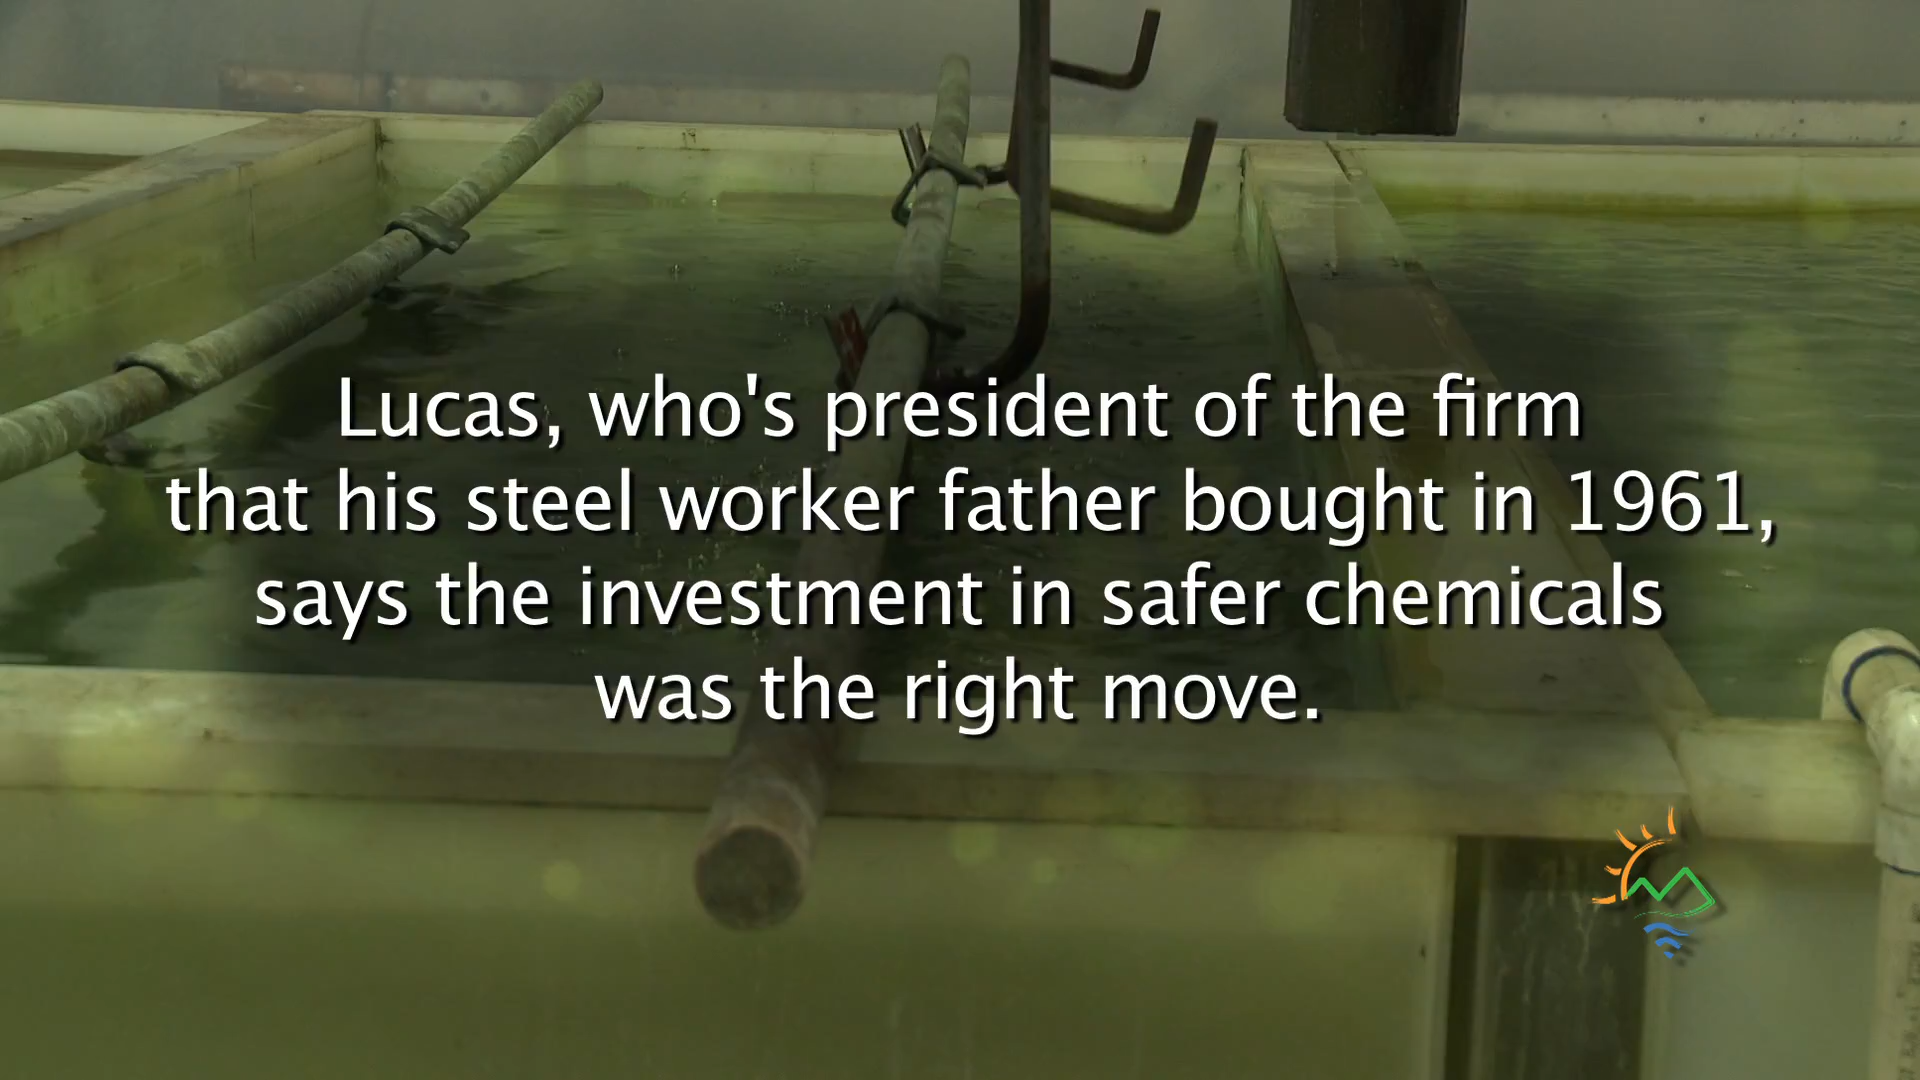 Lucas, who's president of the firm
that his steel worker father bought in 1961,
says the investment in safer chemicals
was the right move.